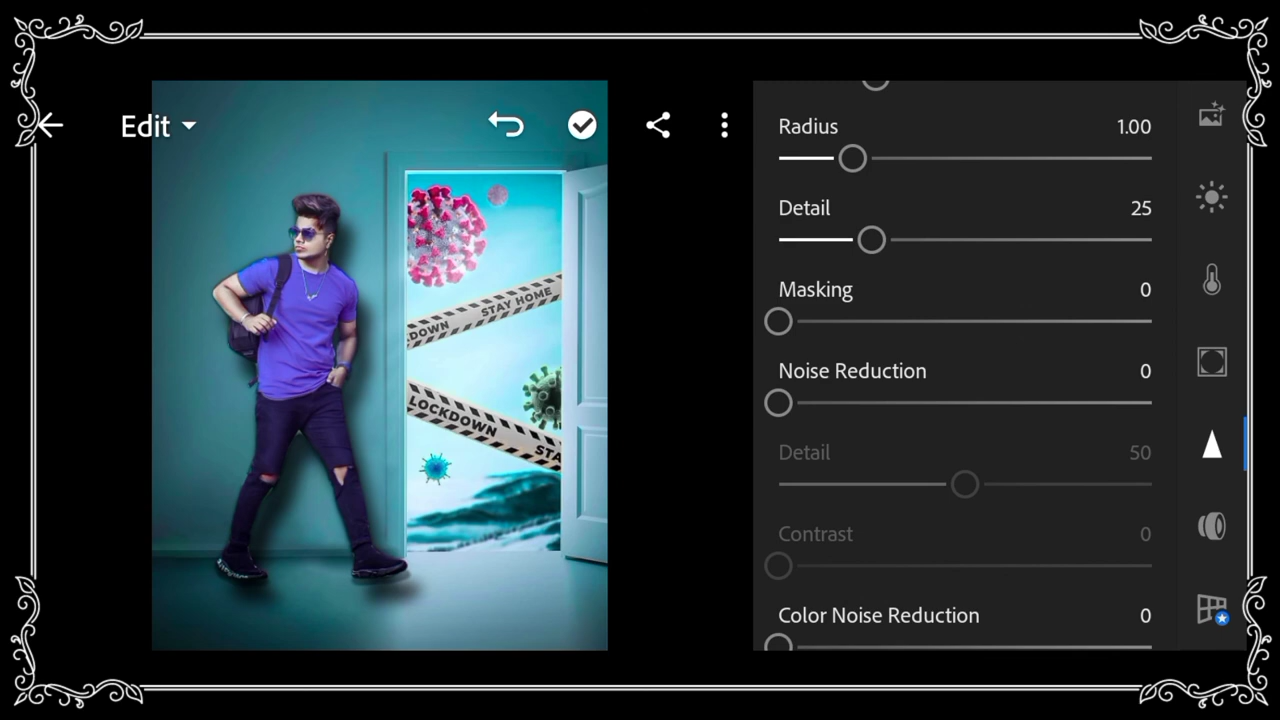 Edit
DOWN STAY HOME
LOCKDOWN STA
Radius 1.00
Detail 25
Masking 0
Noise Reduction 0
Detail 50
Contrast 0
Color Noise Reduction 0